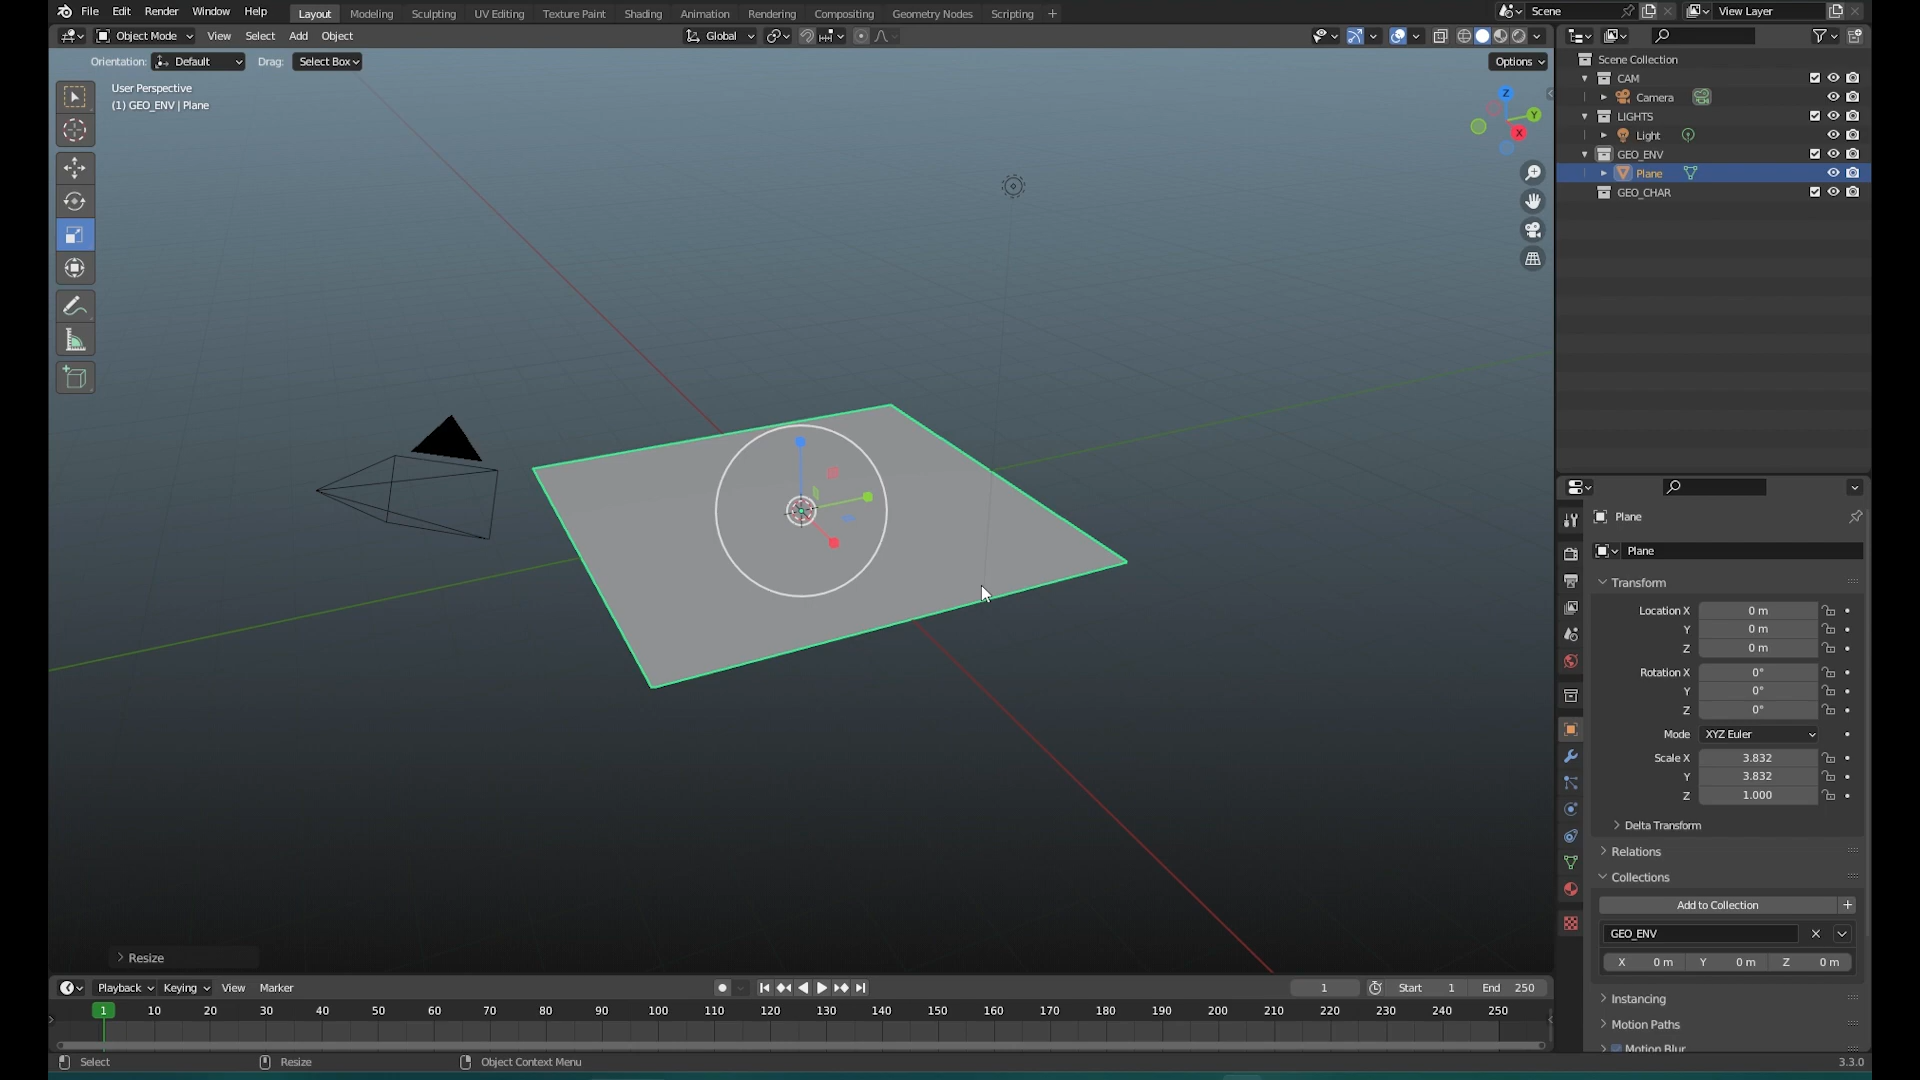 File Edit Render Window Help Layout Modeling Sculpting UV Editing Texture Paint Shading Animation Rendering Compositing Geometry Nodes Scripting + Scene View Layer
Object Mode View Select Add Object Global
Orientation: Default Drag: Select Box Options
User Perspective
(1) GEO_ENV | Plane
Z
Y
X
Scene Collection
CAM
Camera
LIGHTS
Light
GEO_ENV
Plane
GEO_CHAR
Plane
Plane
Transform
Location X 0 m
Y 0 m
Z 0 m
Rotation X 0°
Y 0°
Z 0°
Mode XYZ Euler
Scale X 3.832
Y 3.832
Z 1.000
Delta Transform
Relations
Collections
Add to Collection +
GEO_ENV
X 0 m Y 0 m Z 0 m
Instancing
Motion Paths
Motion Blur
Resize
Playback Keying View Marker 1 Start 1 End 250
1 10 20 30 40 50 60 70 80 90 100 110 120 130 140 150 160 170 180 190 200 210 220 230 240 250
Select Resize Object Context Menu 3.3.0